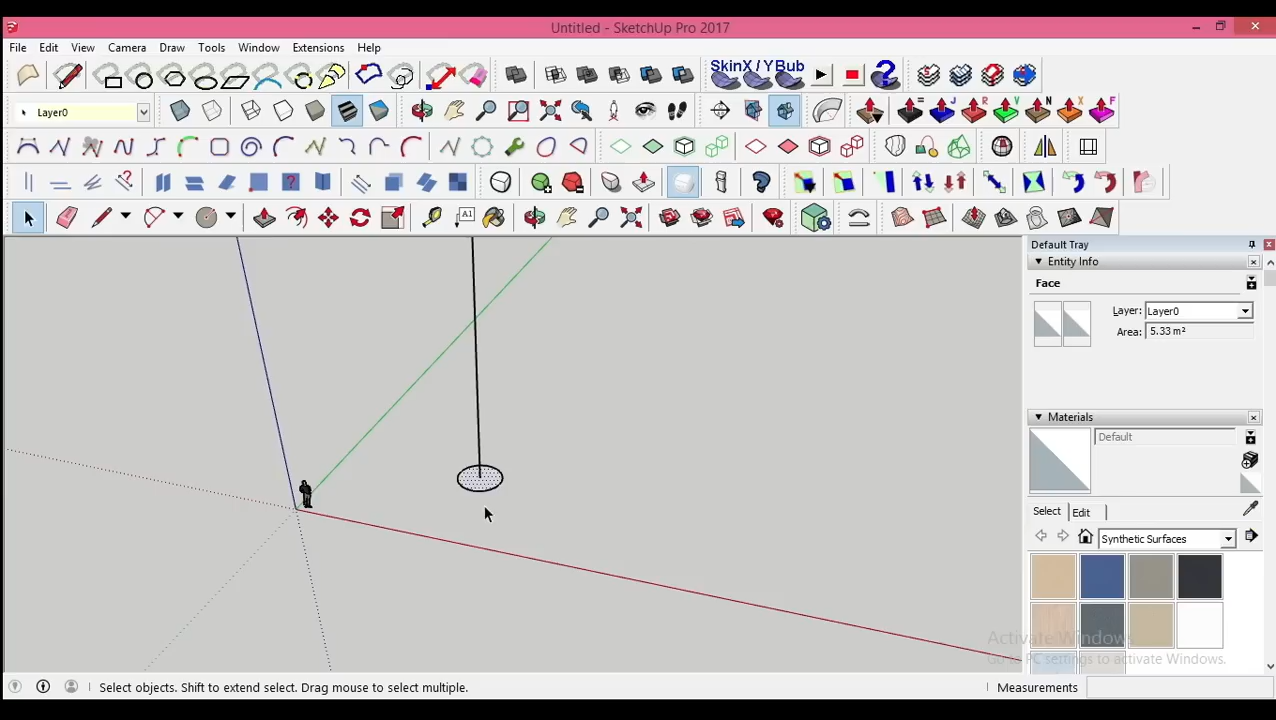 Untitled - SketchUp Pro 2017
File Edit View Camera Draw Tools Window Extensions Help
SkinX / YBub
Layer0
= J R V N X F
A1
Default Tray
Entity Info
Face
Layer: Layer0
Area: 5.33 m²
Materials
Default
Select Edit
Synthetic Surfaces
Activate Windows
Go to PC settings to activate Windows.
Select objects. Shift to extend select. Drag mouse to select multiple.
Measurements